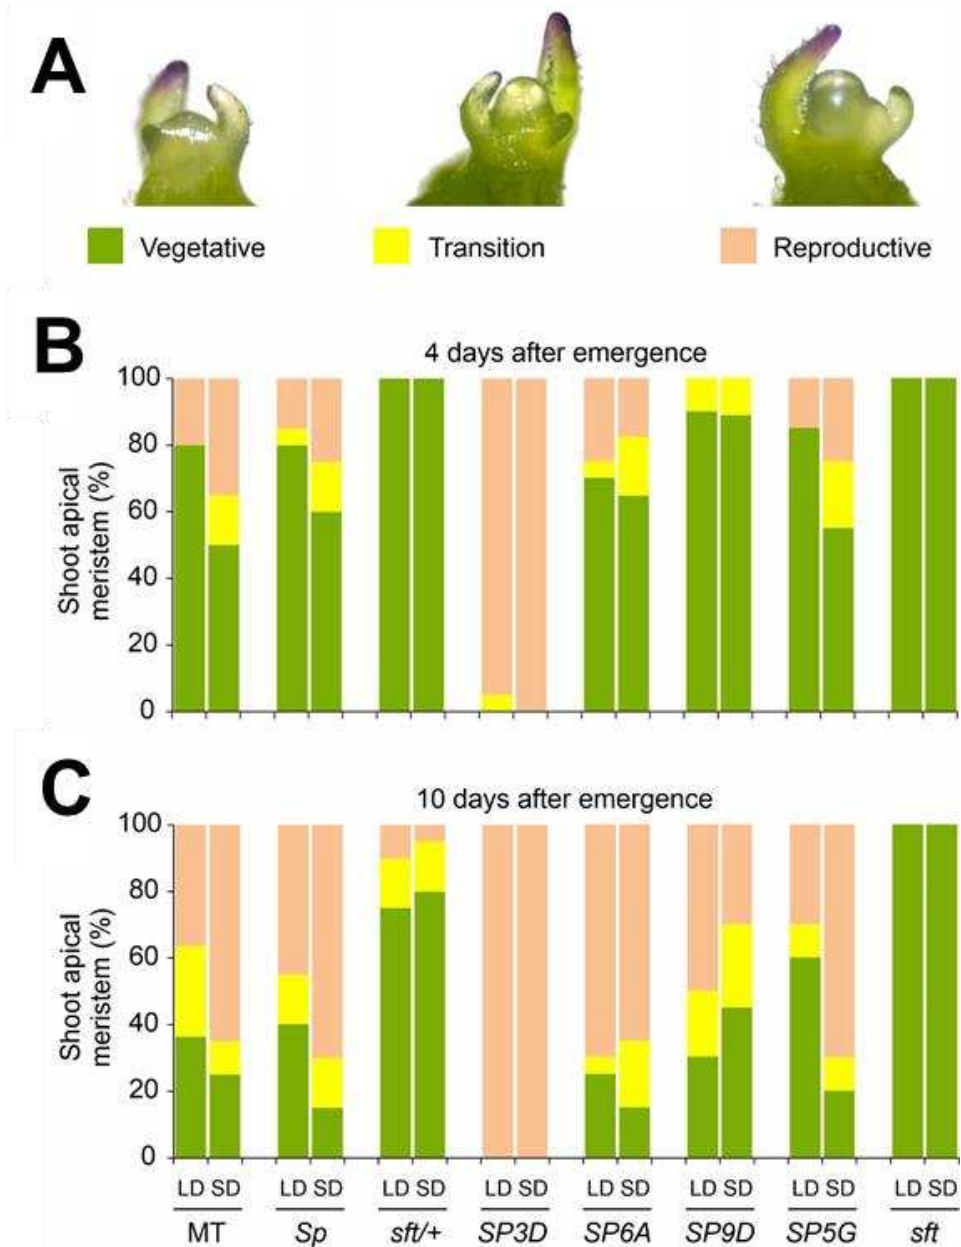 A
Vegetative Transition Reproductive
B
4 days after emergence
100
80
60
40
20
0
Shoot apical
meristem (%)
C
10 days after emergence
100
80
60
40
20
0
Shoot apical
meristem (%)
LD SD LD SD LD SD LD SD LD SD LD SD LD SD LD SD
MT Sp sft/+ SP3D SP6A SP9D SP5G sft